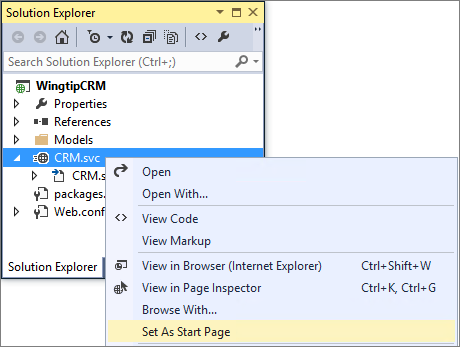 Solution Explorer
Search Solution Explorer (Ctrl+;)
WingtipCRM
Properties
References
Models
CRM.svc
CRM.s
packages.
Web.conf
Solution Explorer
Open
Open With...
View Code
View Markup
View in Browser (Internet Explorer) Ctrl+Shift+W
View in Page Inspector Ctrl+K, Ctrl+G
Browse With...
Set As Start Page